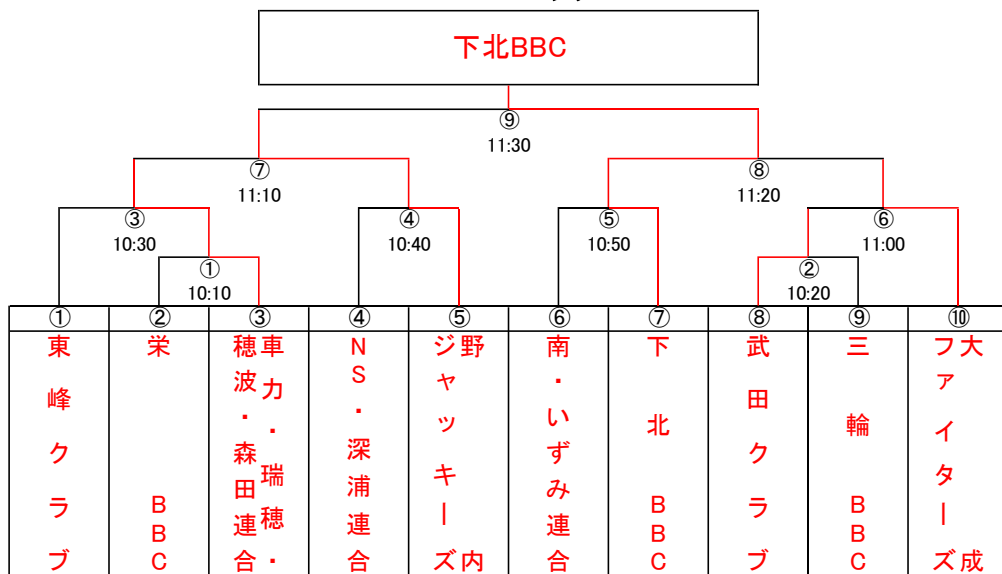 下北BBC
⑨
11:30
⑦
11:10
⑧
11:20
③
10:30
④
10:40
⑤
10:50
⑥
11:00
①
10:10
②
10:20
①
②
③
④
⑤
⑥
⑦
⑧
⑨
⑩
東峰クラブ
栄BBC
車力・瑞穂・
穂波・森田連合
NS・深浦連合
野内
ジャッキーズ
南・いずみ連合
下北BBC
武田クラブ
三輪BBC
大成
ファイターズ